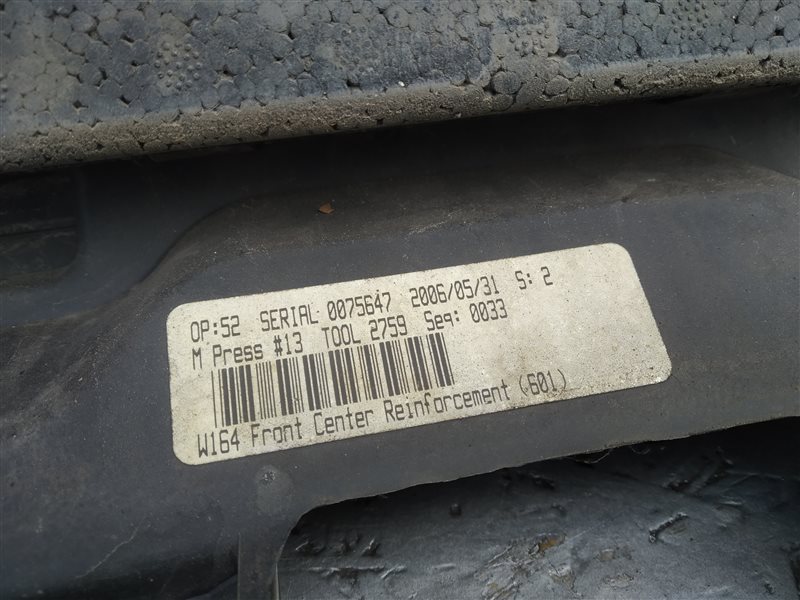 OP:52 SERIAL 0075647 2006/05/31 S: 2
M Press #13 TOOL 2759 Seq: 0033
W164 Front Center Reinforcement (.601)